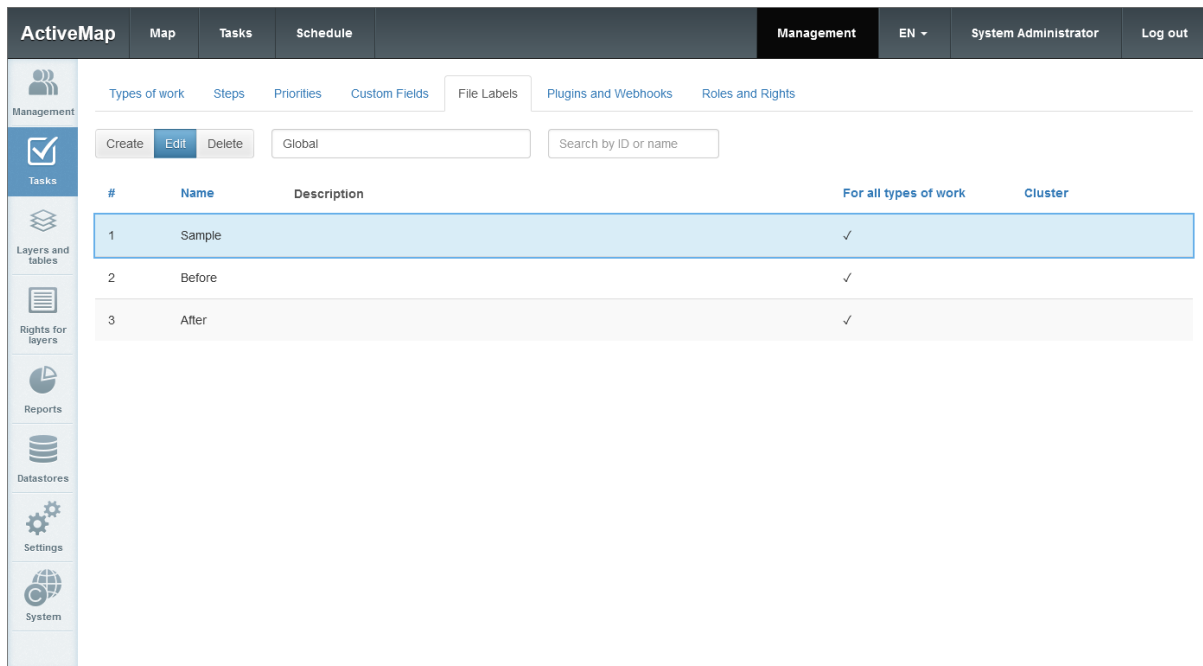 ActiveMap Map Tasks Schedule Management EN System Administrator Log out
Management
Tasks
Layers and
tables
Rights for
layers
Reports
Datastores
Settings
System
Types of work Steps Priorities Custom Fields File Labels Plugins and Webhooks Roles and Rights
Create Edit Delete Global Search by ID or name
# Name Description For all types of work Cluster
1 Sample ✓
2 Before ✓
3 After ✓